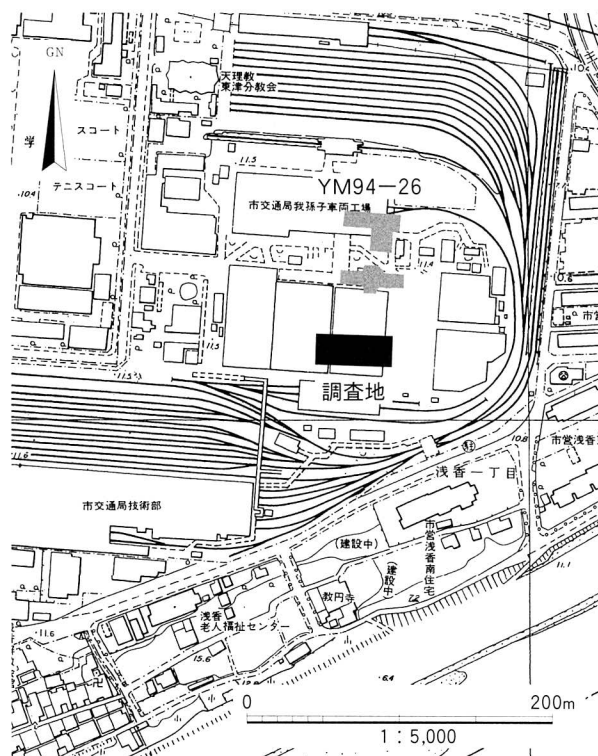 GN
天理教
東津分教会
学
スコート
テニスコート
10.4
11.5
YM94-26
市交通局我孫子車両工場
11.4
10.6
11.5
調査地
11.5
11.6
10.8
浅香一丁目
市営浅香
市交通局技術部
(建設中)
(建設中)
市営浅香南住宅
教円寺
7.2
11.1
浅香
老人福祉センター
11.6
15.6
6.4
0
200m
1:5,000